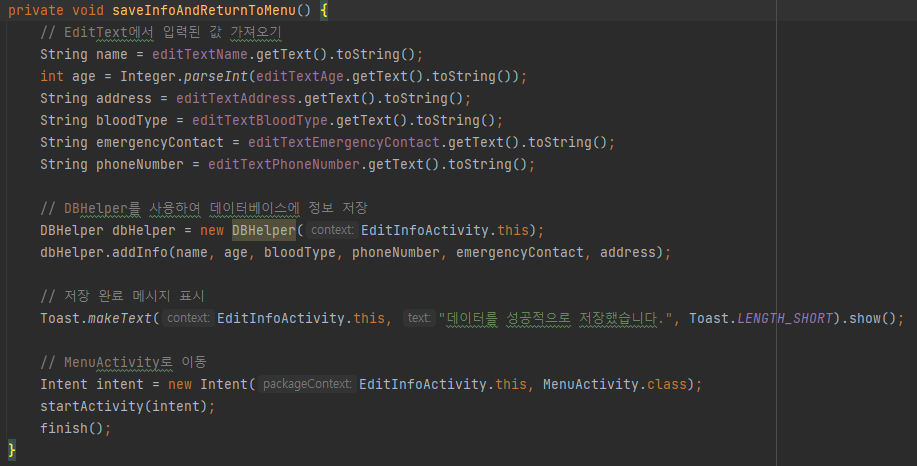 private void saveInfoAndReturnToMenu() {
// EditText에서 입력된 값 가져오기
String name = editTextName.getText().toString();
int age = Integer.parseInt(editTextAge.getText().toString());
String address = editTextAddress.getText().toString();
String bloodType = editTextBloodType.getText().toString();
String emergencyContact = editTextEmergencyContact.getText().toString();
String phoneNumber = editTextPhoneNumber.getText().toString();
// DBHelper를 사용하여 데이터베이스에 정보 저장
DBHelper dbHelper = new DBHelper( context: EditInfoActivity.this);
dbHelper.addInfo(name, age, bloodType, phoneNumber, emergencyContact, address);
// 저장 완료 메시지 표시
Toast.makeText( context: EditInfoActivity.this, text: "데이터를 성공적으로 저장했습니다.", Toast.LENGTH_SHORT).show();
// MenuActivity로 이동
Intent intent = new Intent( packageContext: EditInfoActivity.this, MenuActivity.class);
startActivity(intent);
finish();
}